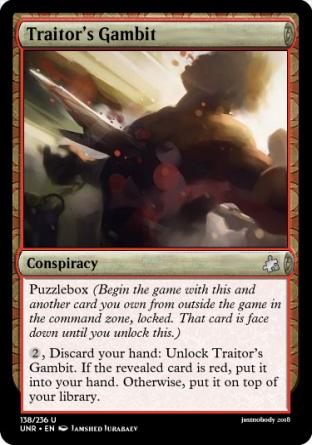 Traitor's Gambit
Conspiracy
Puzzlebox (Begin the game with this and
another card you own from outside the game in
the command zone, locked. That card is face
down until you unlock this.)
2, Discard your hand: Unlock Traitor's
Gambit. If the revealed card is red, put it
into your hand. Otherwise, put it on top of
your library.
138/236 U
justnobody 2018
UNR • EN Jamshed Jurabaev